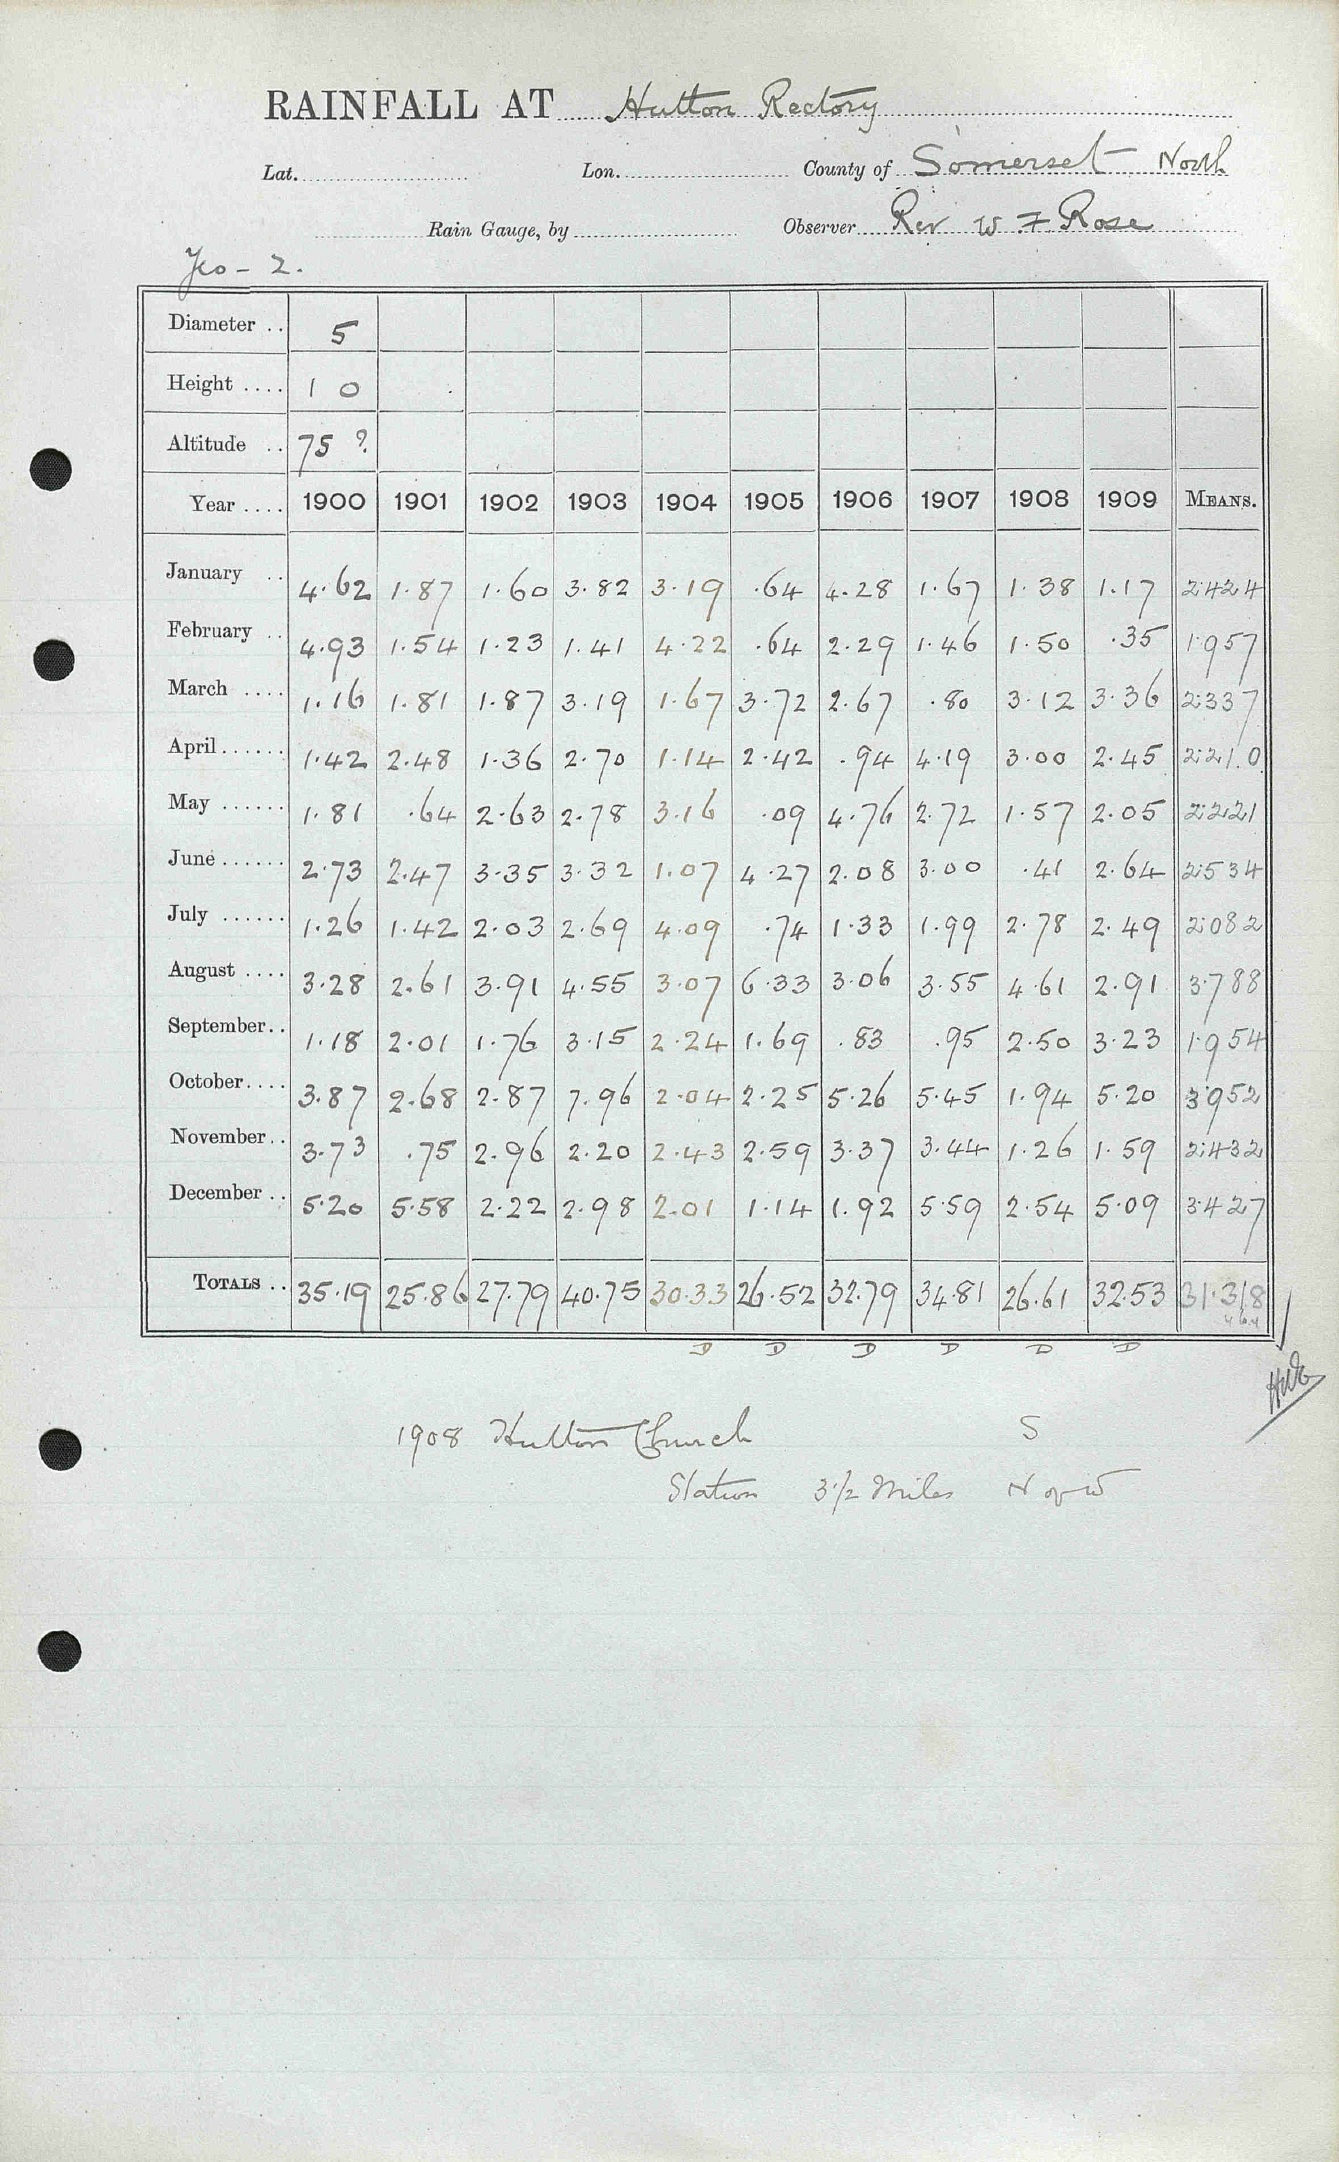 RAINFALL AT Hutton Rectory
Lat. Lon. County of Somerset North
Rain Gauge, by Observer Rev W F Rose
Yeo - 2.
Diameter .. 5
Height .... 1 0
Altitude .. 75 ?
Year .... 1900 1901 1902 1903 1904 1905 1906 1907 1908 1909 MEANS.
January .. 4.62 1.87 1.60 3.82 3.19 .64 4.28 1.67 1.38 1.17 2.424
February .. 4.93 1.54 1.23 1.41 4.22 .64 2.29 1.46 1.50 .35 1.957
March .... 1.16 1.81 1.87 3.19 1.67 3.72 2.67 .80 3.12 3.36 2.337
April...... 1.42 2.48 1.36 2.70 1.14 2.42 .94 4.19 3.00 2.45 2.210
May ...... 1.81 .64 2.63 2.78 3.16 .09 4.76 2.72 1.57 2.05 2.221
June...... 2.73 2.47 3.35 3.32 1.07 4.27 2.08 3.00 .41 2.64 2.534
July ...... 1.26 1.42 2.03 2.69 4.09 .74 1.33 1.99 2.78 2.49 2.082
August .... 3.28 2.61 3.91 4.55 3.07 6.33 3.06 3.55 4.61 2.91 3.788
September.. 1.18 2.01 1.76 3.15 2.24 1.69 .83 .95 2.50 3.23 1.954
October.... 3.87 2.68 2.87 7.96 2.04 2.25 5.26 5.45 1.94 5.20 3.952
November.. 3.73 .75 2.96 2.20 2.43 2.59 3.37 3.44 1.26 1.59 2.432
December .. 5.20 5.58 2.22 2.98 2.01 1.14 1.92 5.59 2.54 5.09 3.427
TOTALS .. 35.19 25.86 27.79 40.75 30.33 26.52 32.79 34.81 26.61 32.53 31.318
D D D D D D
1908 Hutton Church S
Station 3 1/2 Miles N of W